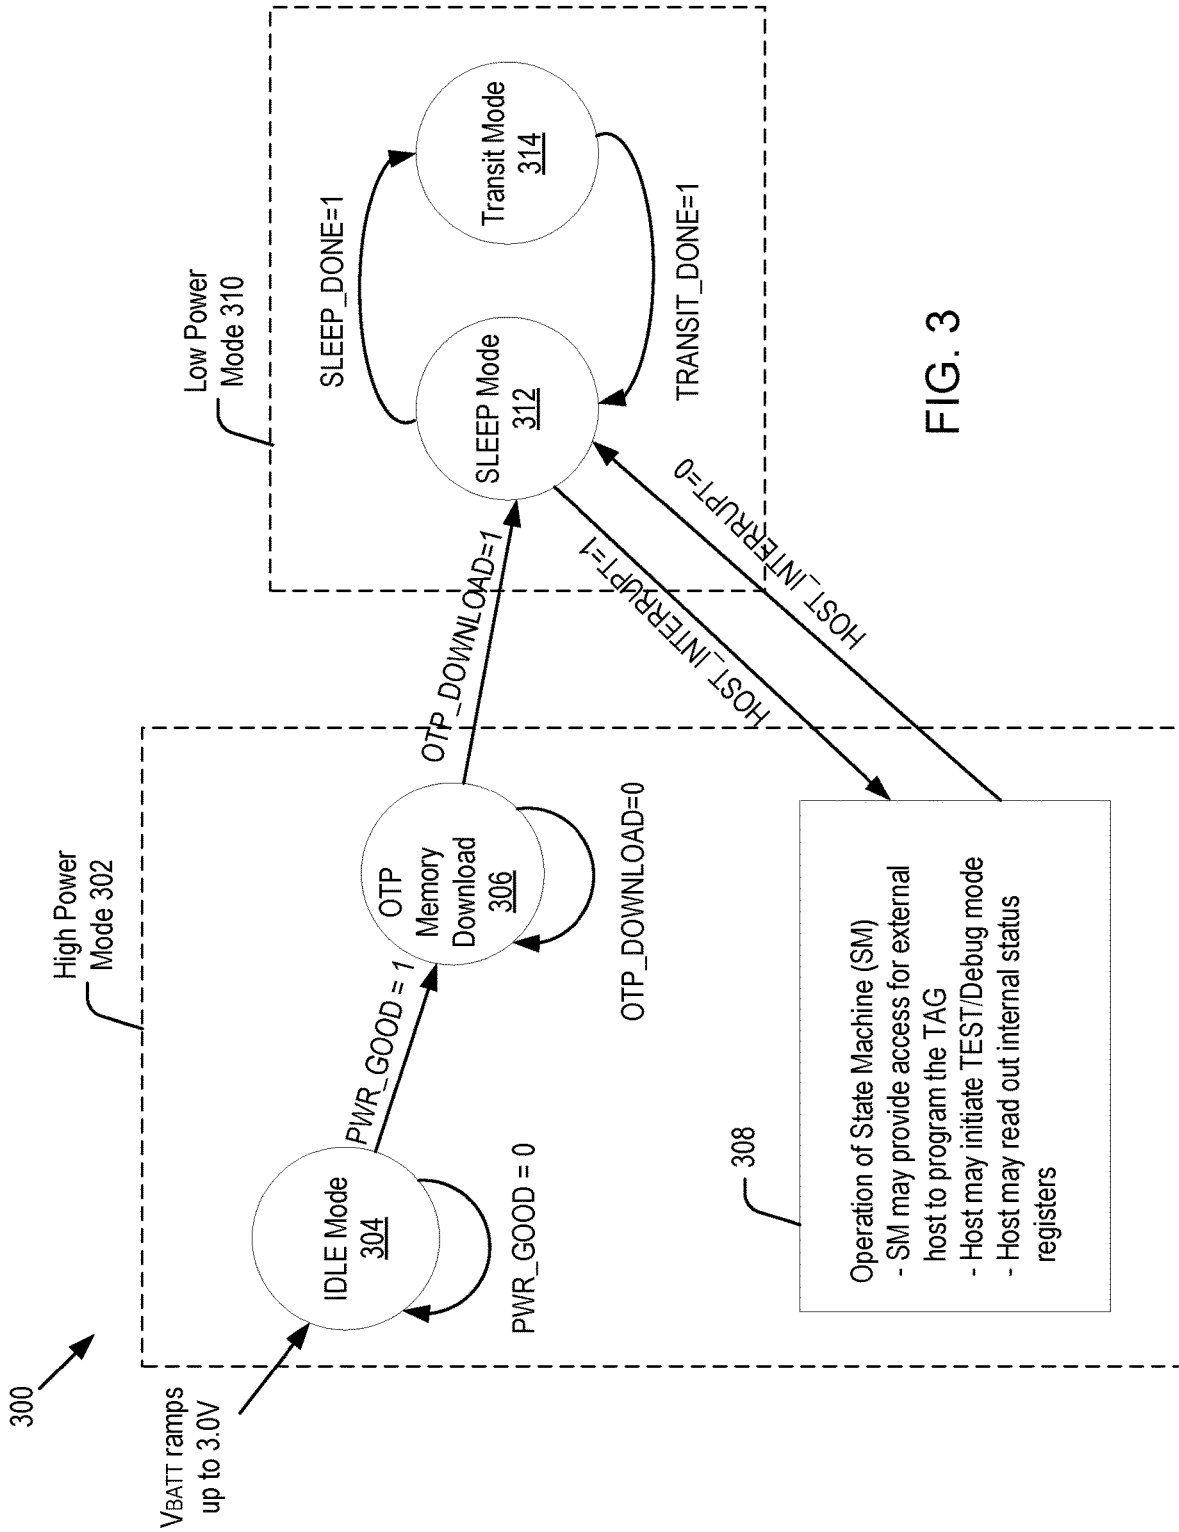 300
VBATT ramps
up to 3.0V
High Power
Mode 302
IDLE Mode
304
PWR_GOOD = 0
PWR_GOOD = 1
OTP
Memory
Download
306
OTP_DOWNLOAD=0
OTP_DOWNLOAD=1
Low Power
Mode 310
SLEEP_DONE=1
SLEEP Mode
312
Transit Mode
314
TRANSIT_DONE=1
HOST_INTERRUPT=1
HOST_INTERRUPT=0
308
Operation of State Machine (SM)
- SM may provide access for external
host to program the TAG
- Host may initiate TEST/Debug mode
- Host may read out internal status
registers
FIG. 3